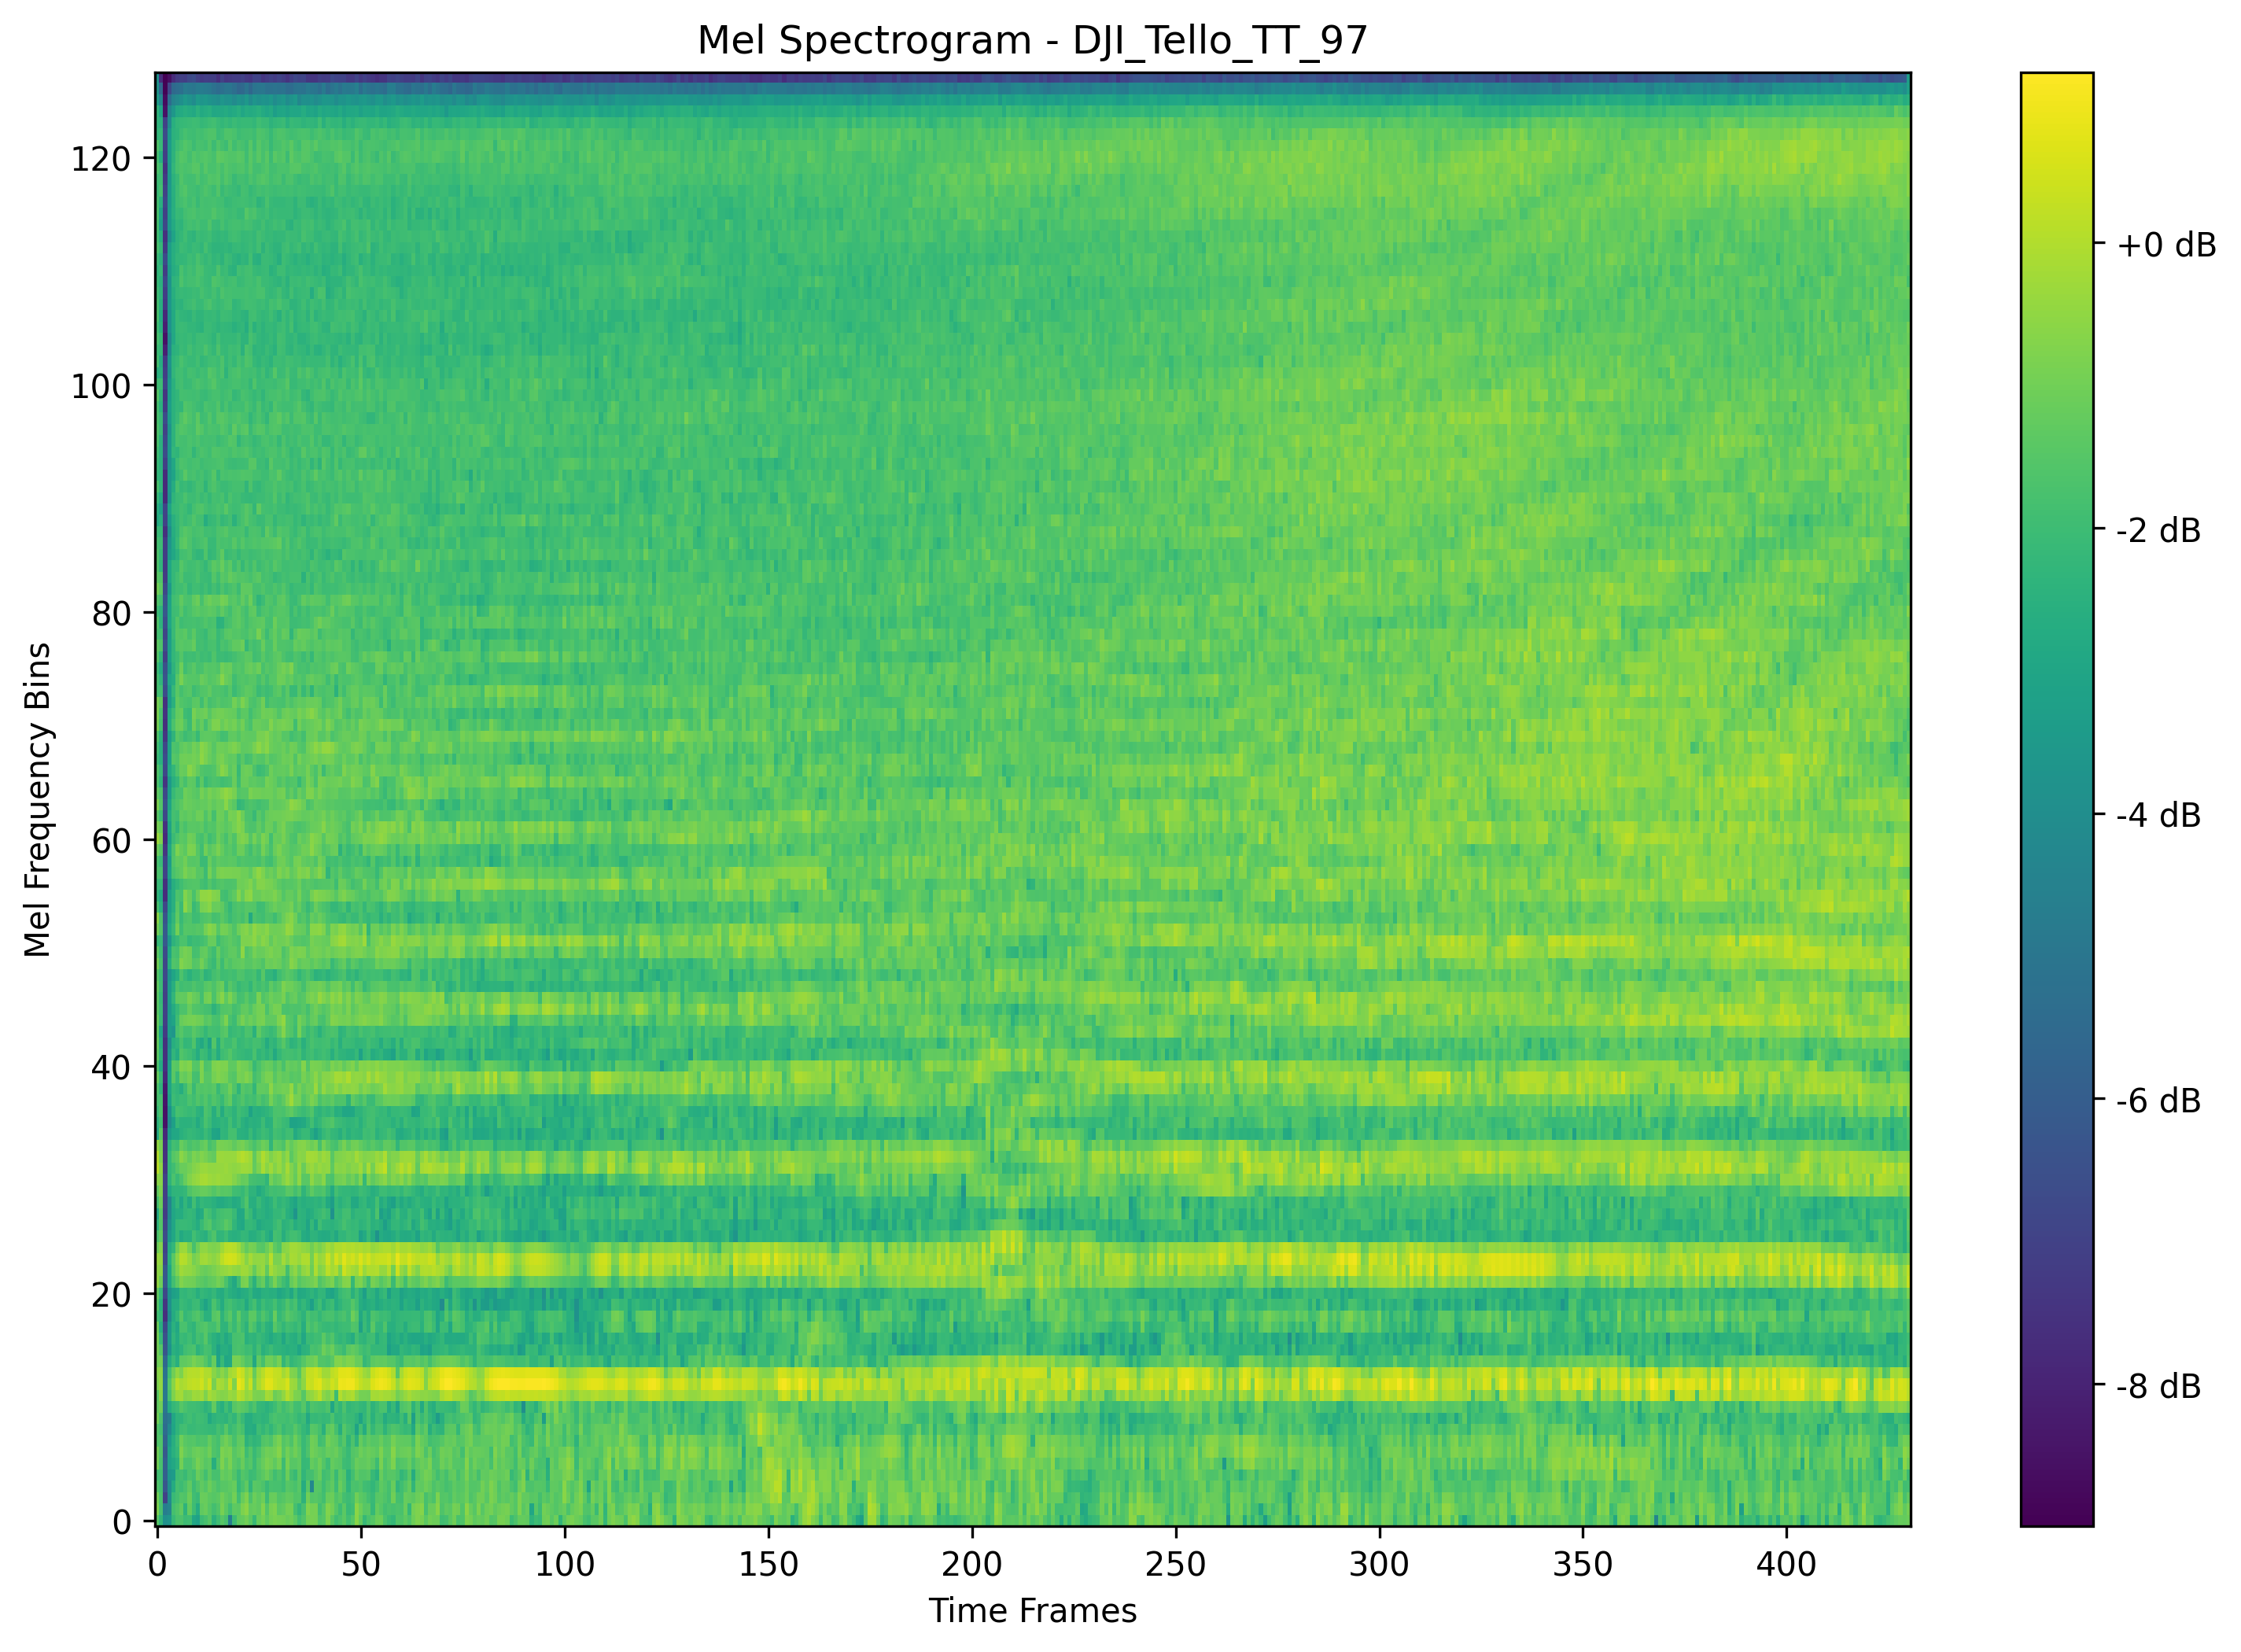 Mel Spectrogram - DJI_Tello_TT_97
120
100
80
60
40
20
0
Mel Frequency Bins
0 50 100 150 200 250 300 350 400
Time Frames
+0 dB
-2 dB
-4 dB
-6 dB
-8 dB